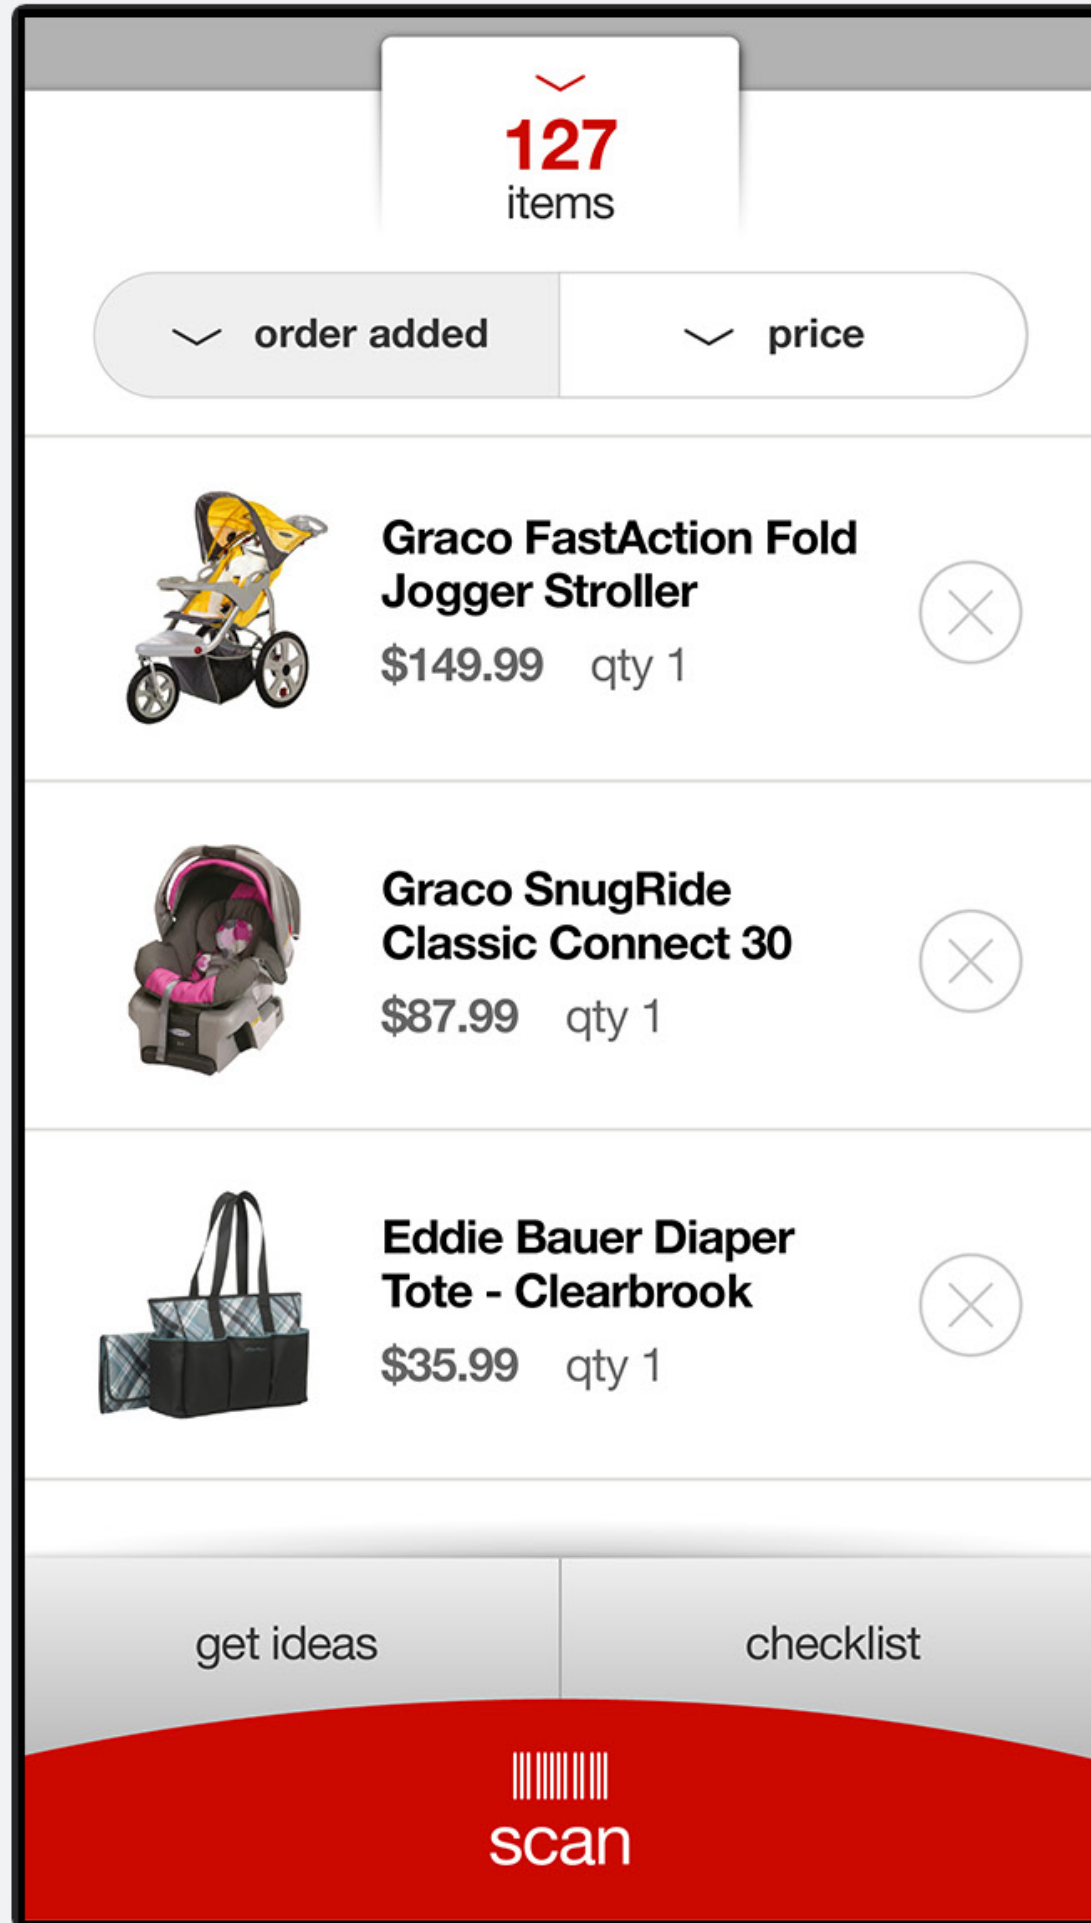 127
items
order added
price
Graco FastAction Fold
Jogger Stroller
$149.99 qty 1
Graco SnugRide
Classic Connect 30
$87.99 qty 1
Eddie Bauer Diaper
Tote - Clearbrook
$35.99 qty 1
get ideas
checklist
scan